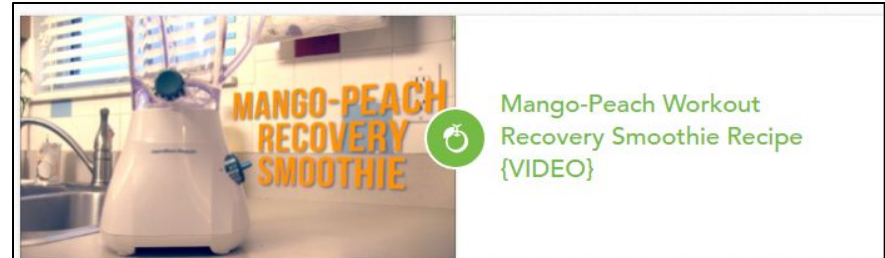 MANGO-PEACH
RECOVERY
SMOOTHIE
Mango-Peach Workout
Recovery Smoothie Recipe
{VIDEO}